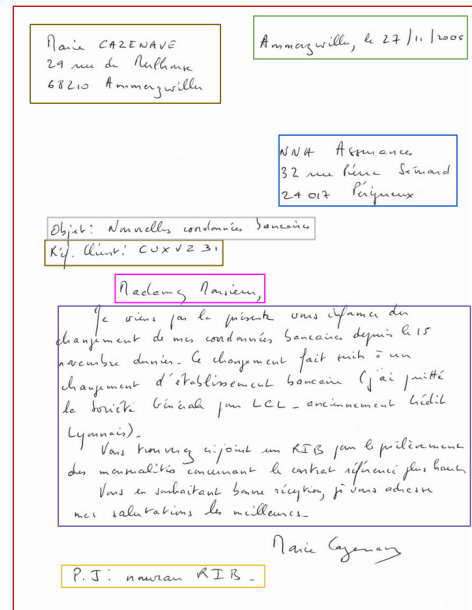 Marie CAZENAVE
29 rue de Mulhouse
68210 Ammerzwiller
Ammerzwiller, le 27/11/2006
NNA Assurances
32 rue Pierre Sémard
24017 Périgueux
Objet: Nouvelles coordonnées bancaires
Réf. Client: CUXVZ31
Madame, Monsieur,
Je viens par la présente vous informer du
changement de mes coordonnées bancaires depuis le 15
novembre dernier. Ce changement fait suite à un
changement d'établissement bancaire (j'ai quitté
la Société Générale pour LCL - anciennement Crédit
Lyonnais).
Vous trouverez ci-joint un RIB pour le prélèvement
des mensualités concernant le contrat référencé plus haut.
Vous en souhaitant bonne réception, je vous adresse
mes salutations les meilleures.
Marie Cazenave
P.J: nouveau RIB.